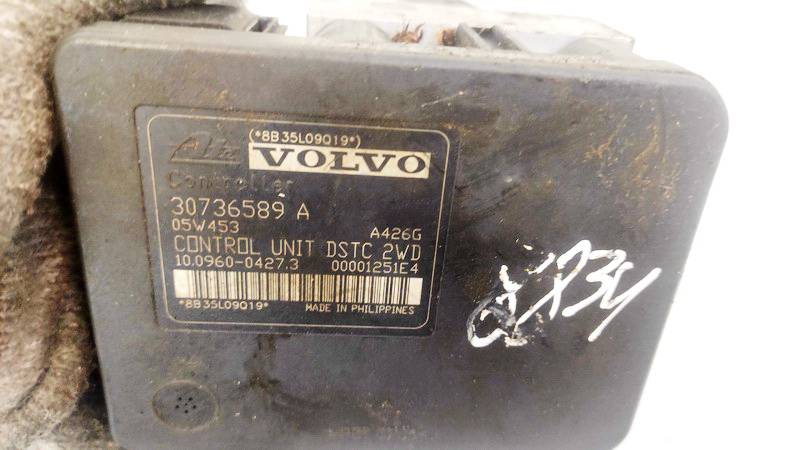 (*8B35L09019*)
Ate VOLVO
Controller
30736589 A
05W453 A426G
CONTROL UNIT DSTC 2WD
10.0960-0427.3 00001251E4
*8B35L09019*
MADE IN PHILIPPINES